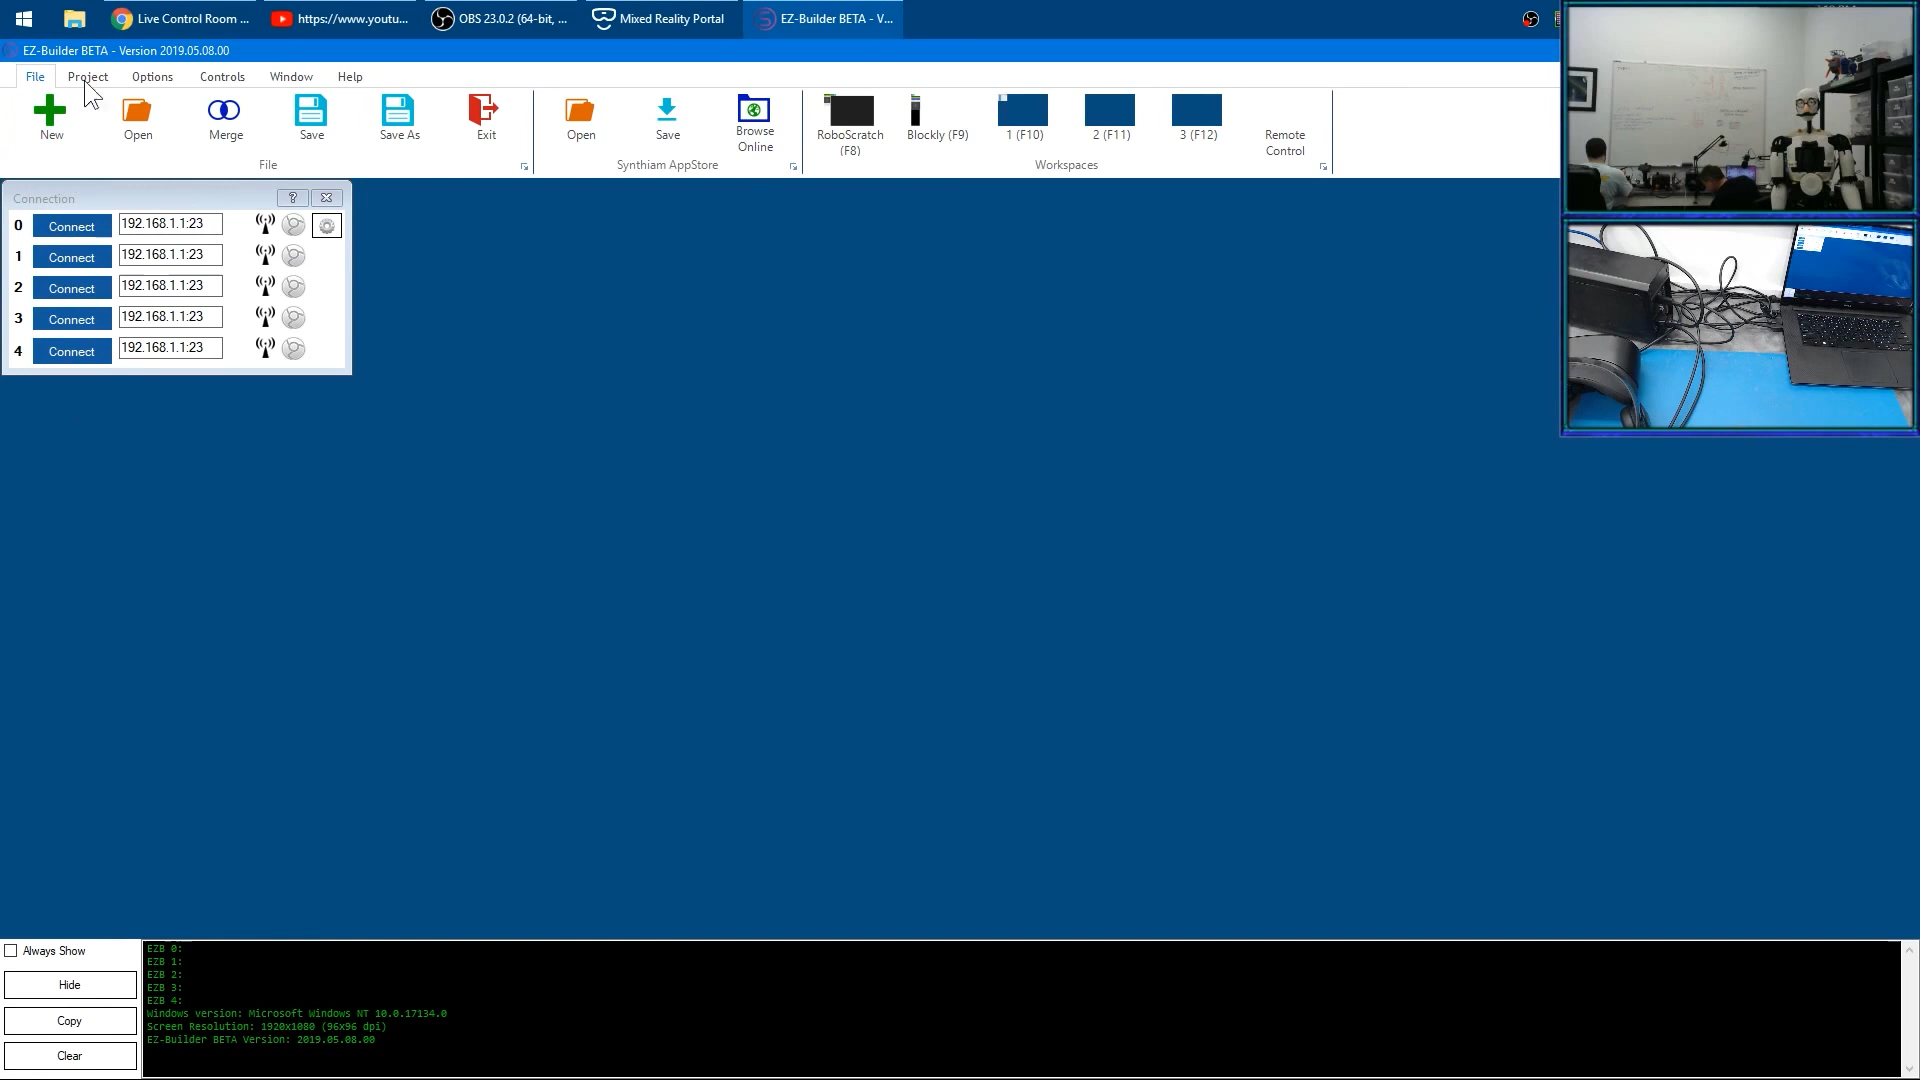 Live Control Room ...
https://www.youtu...
OBS 23.0.2 (64-bit, ...
Mixed Reality Portal
EZ-Builder BETA - V...
EZ-Builder BETA - Version 2019.05.08.00
File
Project
Options
Controls
Window
Help
New
Open
Merge
Save
Save As
Exit
File
Open
Save
Browse
Online
Synthiam AppStore
RoboScratch
(F8)
Blockly (F9)
1 (F10)
2 (F11)
3 (F12)
Remote
Control
Workspaces
Connection
?
0 Connect 192.168.1.1:23
1 Connect 192.168.1.1:23
2 Connect 192.168.1.1:23
3 Connect 192.168.1.1:23
4 Connect 192.168.1.1:23
Always Show
Hide
Copy
Clear
EZB 0:
EZB 1:
EZB 2:
EZB 3:
EZB 4:
Windows version: Microsoft Windows NT 10.0.17134.0
Screen Resolution: 1920x1080 (96x96 dpi)
EZ-Builder BETA Version: 2019.05.08.00